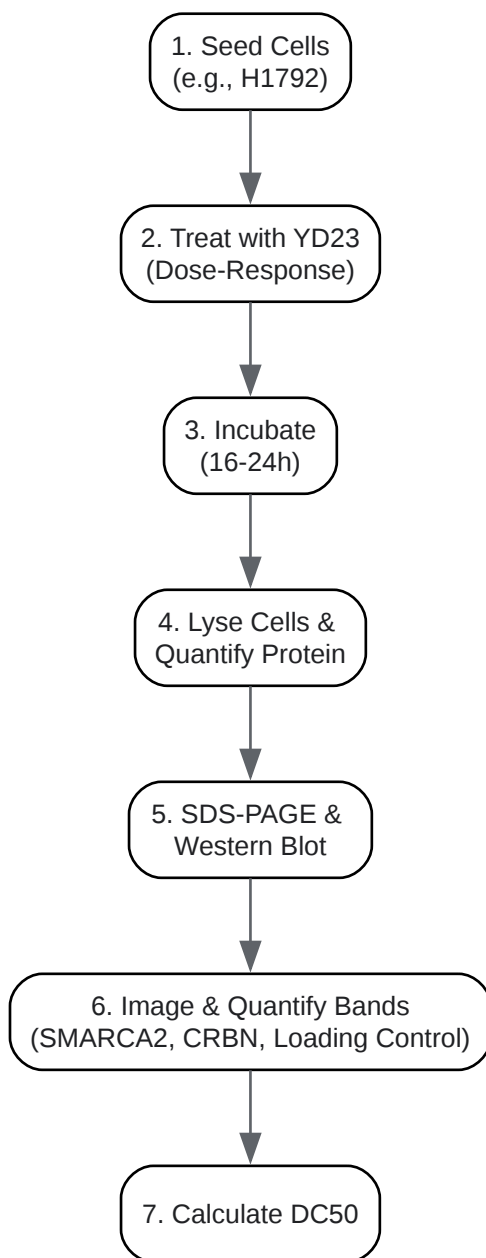 1. Seed Cells
(e.g., H1792)
2. Treat with YD23
(Dose-Response)
3. Incubate
(16-24h)
4. Lyse Cells &
Quantify Protein
5. SDS-PAGE &
Western Blot
6. Image & Quantify Bands
(SMARCA2, CRBN, Loading Control)
7. Calculate DC50